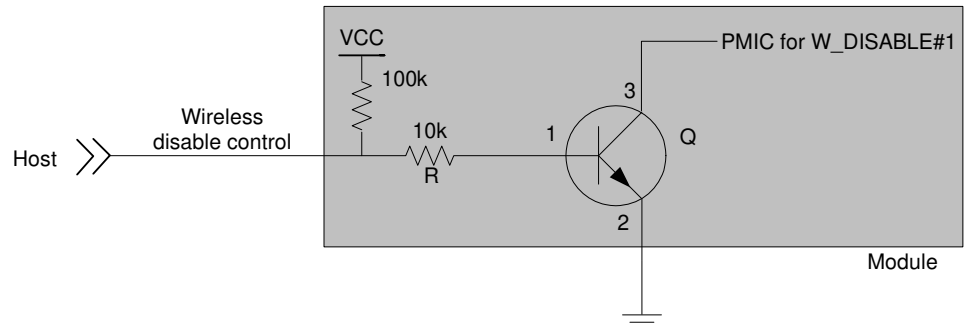 VCC
PMIC for W_DISABLE#1
100k
3
Wireless
disable control
10k
1
Q
Host
R
2
Module